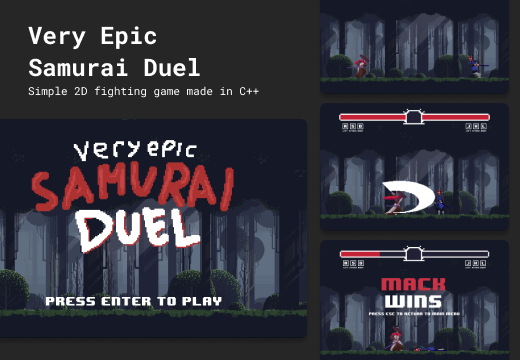 Very Epic
Samurai Duel
Simple 2D fighting game made in C++
very epic
SAMURAI
DUEL
PRESS ENTER TO PLAY
MACK
WINS
PRESS ESC TO RETURN TO MAIN MENU